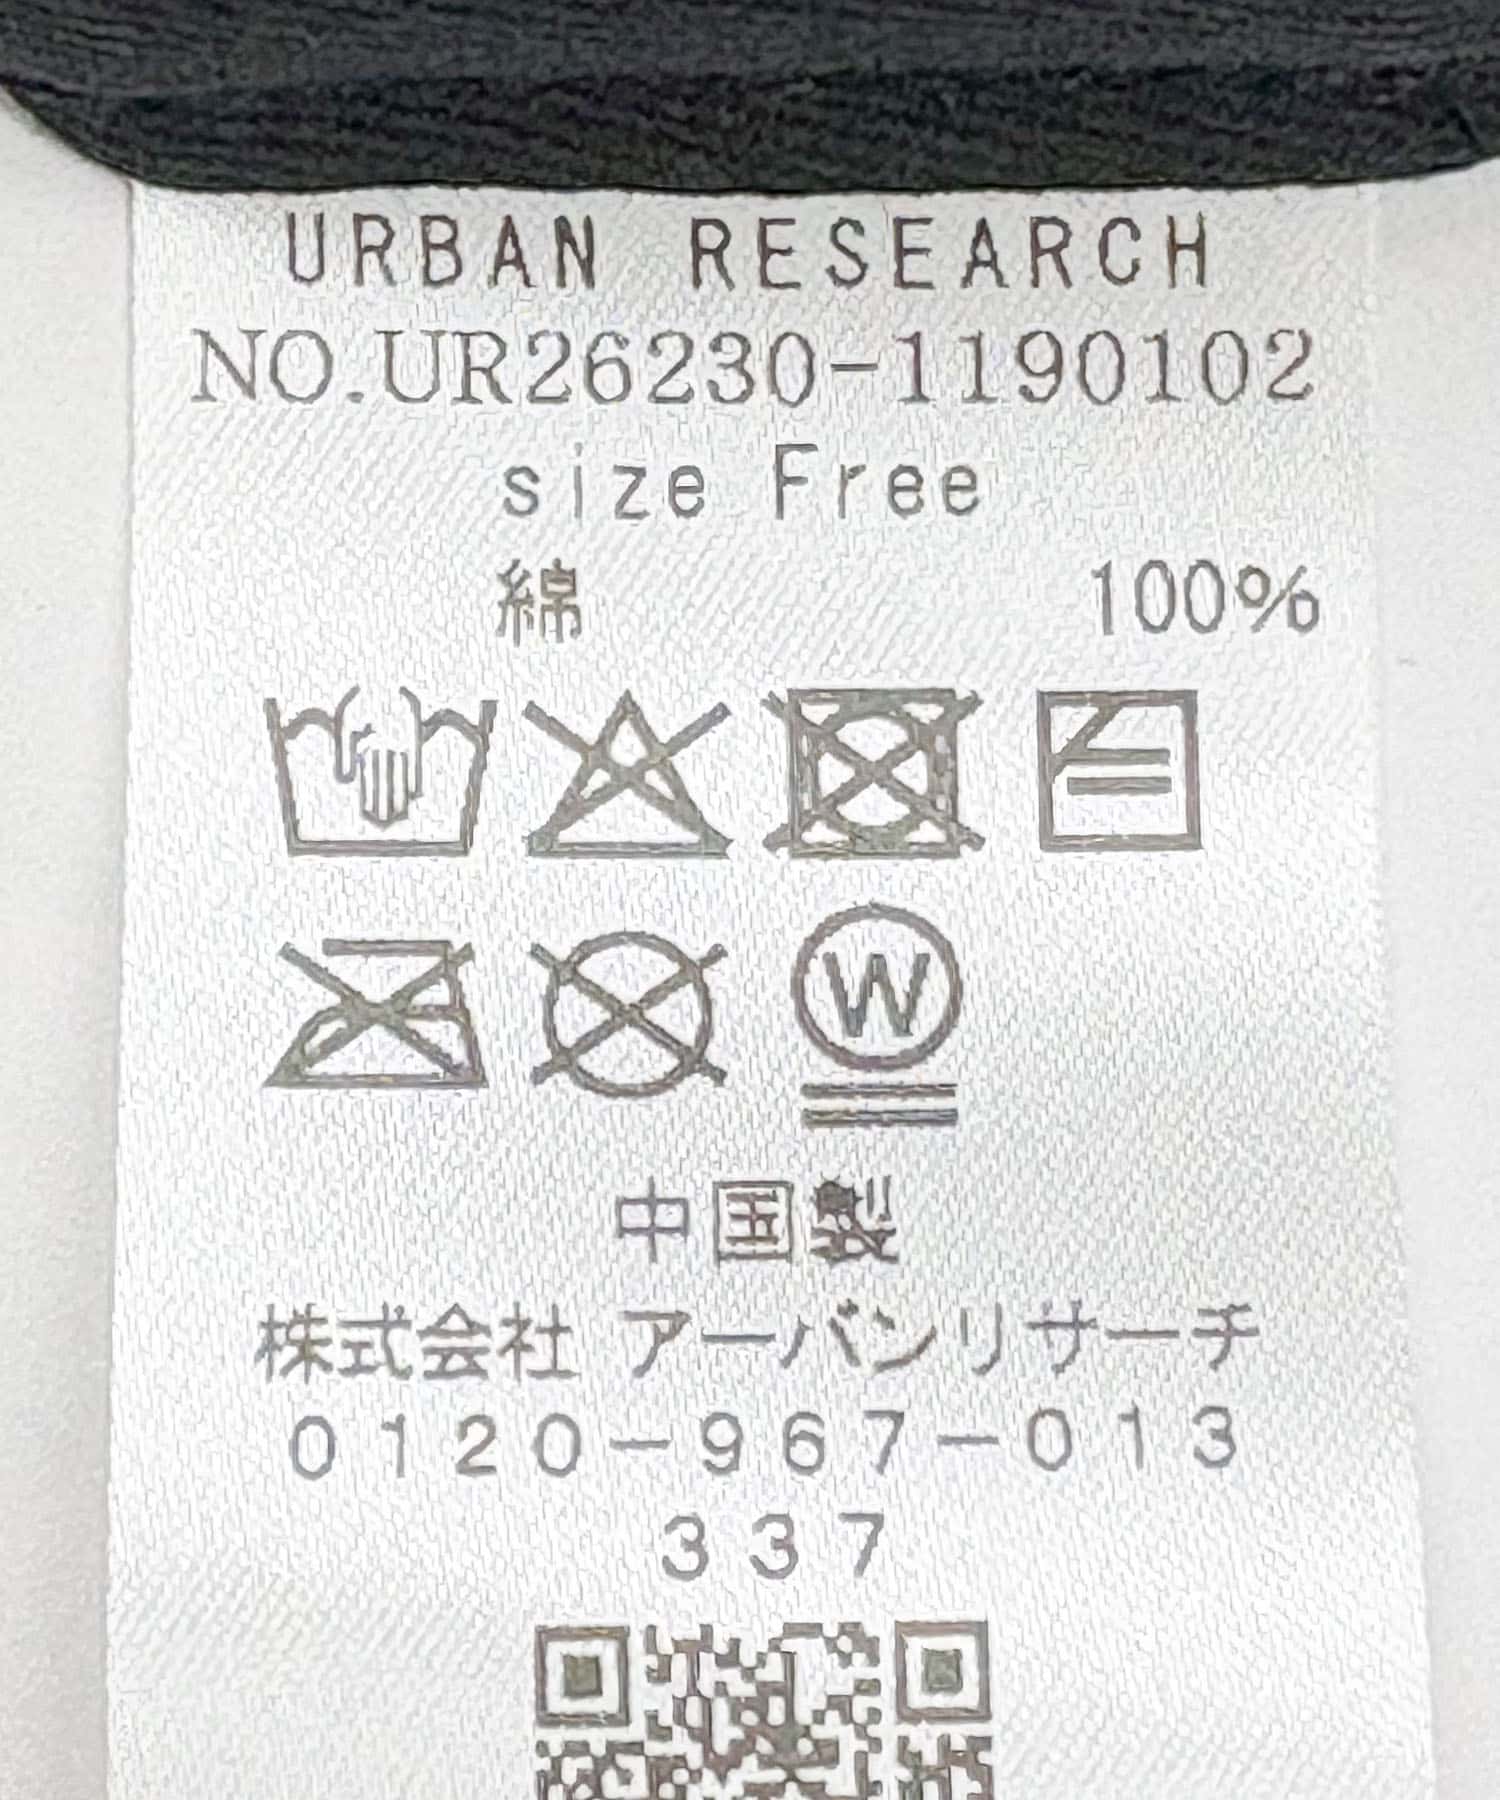 URBAN RESEARCH
NO.UR26230-1190102
size Free
綿 100%
W
中国製
株式会社 アーバンリサーチ
0120-967-013
337